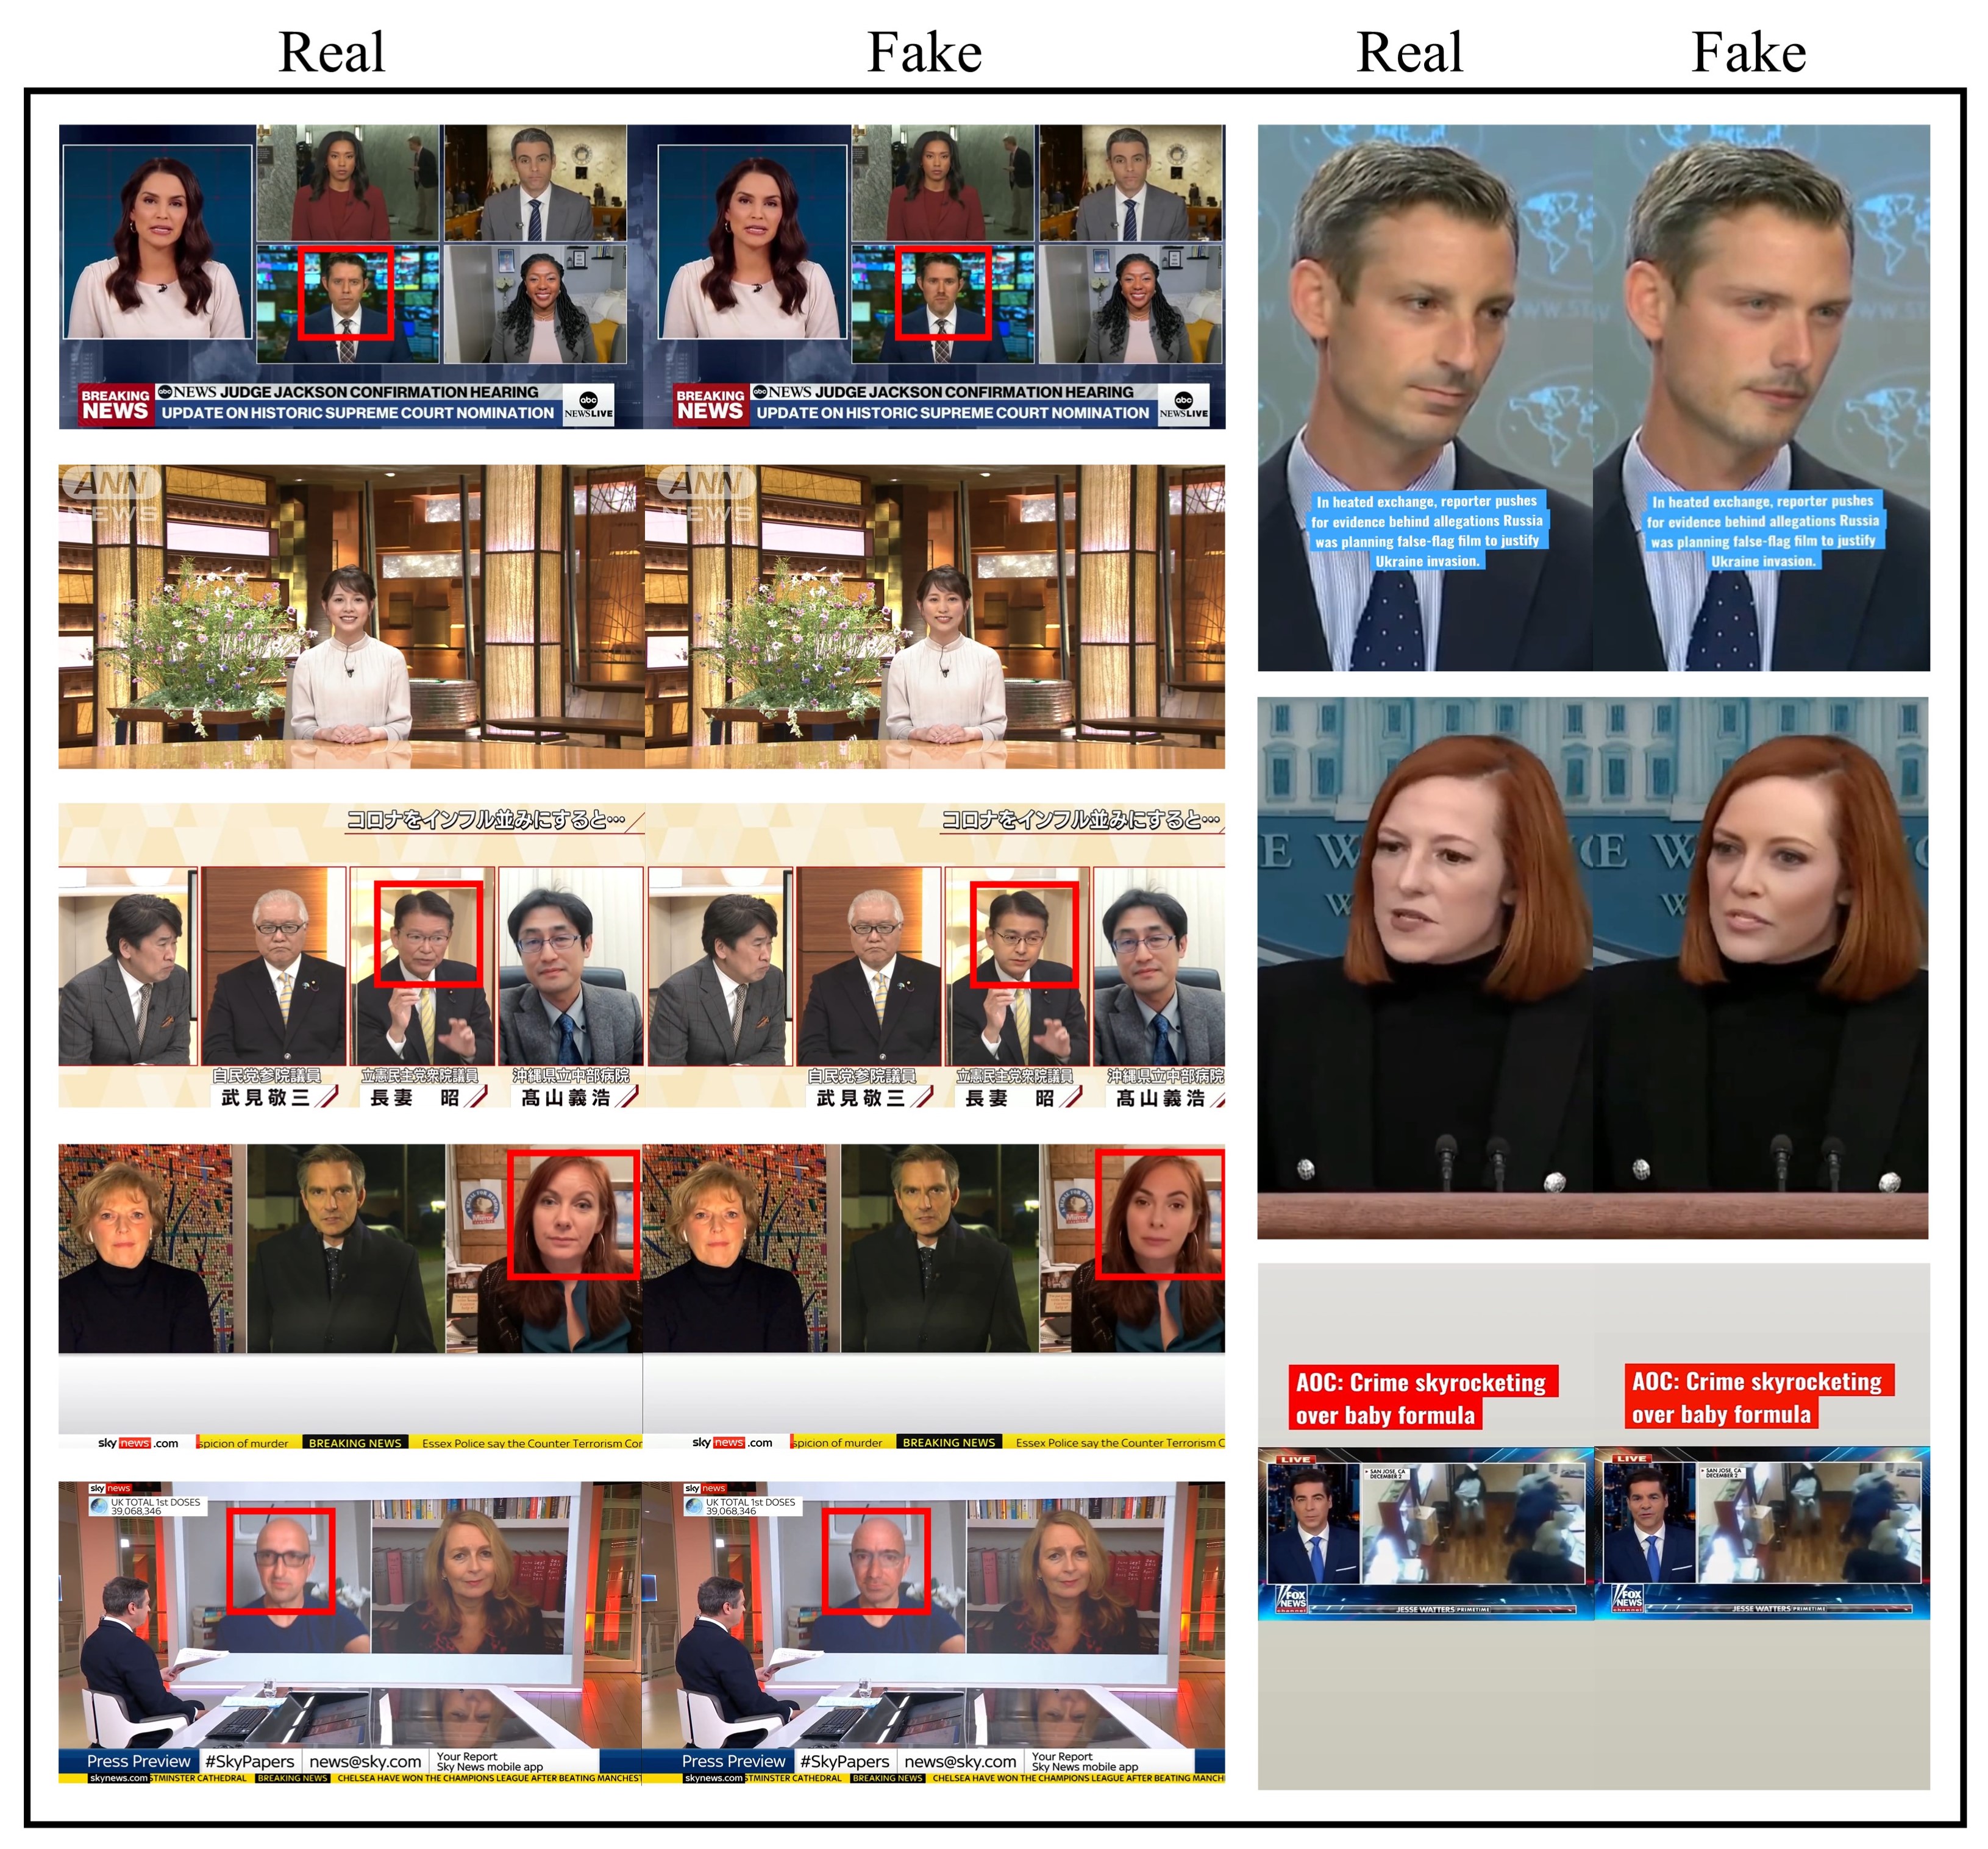 Real
Fake
Real
Fake
BREAKING NEWS
abc NEWS JUDGE JACKSON CONFIRMATION HEARING
UPDATE ON HISTORIC SUPREME COURT NOMINATION
abc NEWS LIVE
BREAKING NEWS
abc NEWS JUDGE JACKSON CONFIRMATION HEARING
UPDATE ON HISTORIC SUPREME COURT NOMINATION
abc NEWS LIVE
ANN NEWS
ANN NEWS
コロナをインフル並みにすると…
コロナをインフル並みにすると…
自民党参院議員
立憲民主党衆院議員
沖縄県立中部病院
武見敬三
長妻 昭
髙山義浩
自民党参院議員
立憲民主党衆院議員
沖縄県立中部病院
武見敬三
長妻 昭
髙山義浩
sky news .com
spicion of murder
BREAKING NEWS
Essex Police say the Counter Terrorism Cor
sky news .com
spicion of murder
BREAKING NEWS
Essex Police say the Counter Terrorism C
sky news
UK TOTAL 1st DOSES
39,068,346
sky news
UK TOTAL 1st DOSES
39,068,346
Press Preview
#SkyPapers
news@sky.com
Your Report
Sky News mobile app
skynews.com
STMINSTER CATHEDRAL
BREAKING NEWS
CHELSEA HAVE WON THE CHAMPIONS LEAGUE AFTER BEATING MANCHEST
Press Preview
#SkyPapers
news@sky.com
Your Report
Sky News mobile app
skynews.com
STMINSTER CATHEDRAL
BREAKING NEWS
CHELSEA HAVE WON THE CHAMPIONS LEAGUE AFTER BEATING MANCH
In heated exchange, reporter pushes
for evidence behind allegations Russia
was planning false-flag film to justify
Ukraine invasion.
In heated exchange, reporter pushes
for evidence behind allegations Russia
was planning false-flag film to justify
Ukraine invasion.
E W
W
E W
W
AOC: Crime skyrocketing
over baby formula
AOC: Crime skyrocketing
over baby formula
LIVE
SAN JOSE, CA
DECEMBER 2
FOX NEWS channel
JESSE WATTERS PRIMETIME
LIVE
SAN JOSE, CA
DECEMBER 2
FOX NEWS channel
JESSE WATTERS PRIMETIME